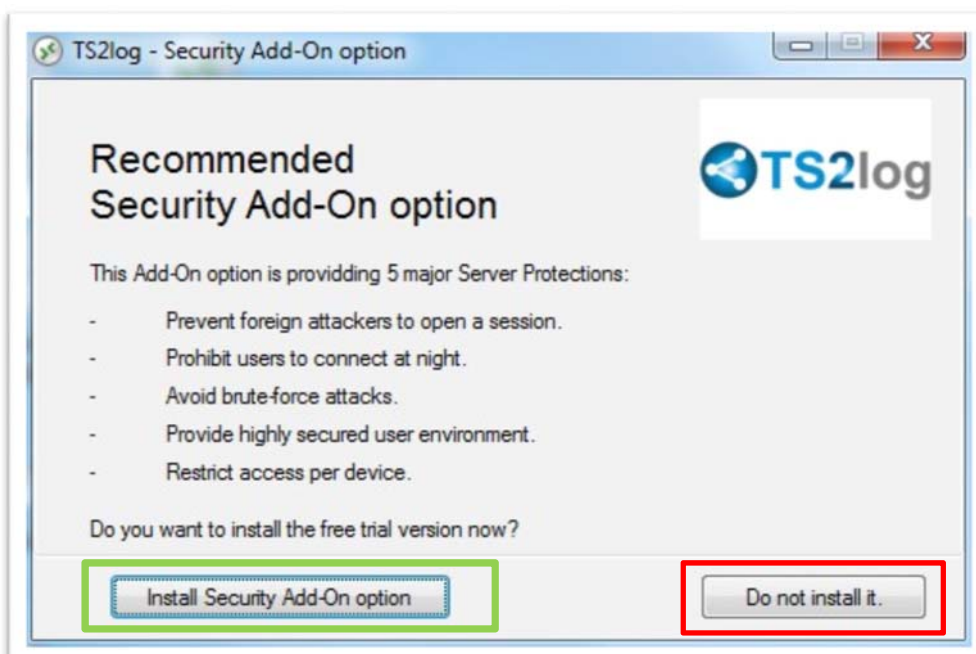 TS2log - Security Add-On option
Recommended
Security Add-On option
TS2log
This Add-On option is providding 5 major Server Protections:
- Prevent foreign attackers to open a session.
- Prohibit users to connect at night.
- Avoid brute-force attacks.
- Provide highly secured user environment.
- Restrict access per device.
Do you want to install the free trial version now?
Install Security Add-On option
Do not install it.